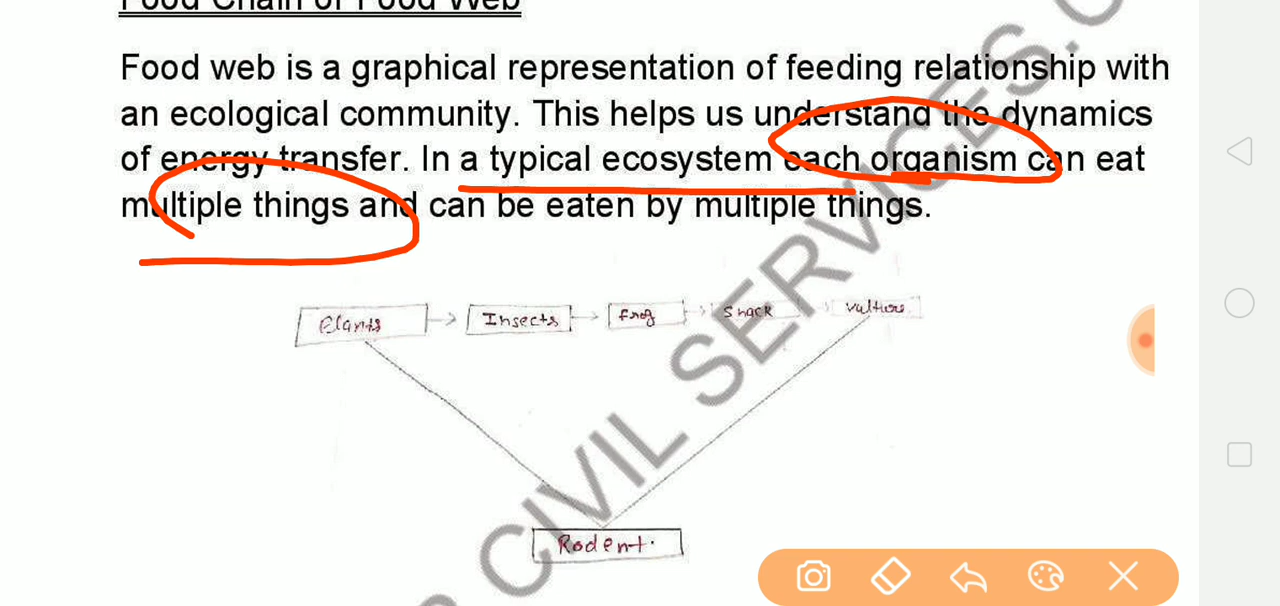 Food Chain or Food Web
Food web is a graphical representation of feeding relationship with
an ecological community. This helps us understand the dynamics
of energy transfer. In a typical ecosystem each organism can eat
multiple things and can be eaten by multiple things.
Plants Insects frog Snack Vulture.
Rodent.
CIVIL SERVICES.C